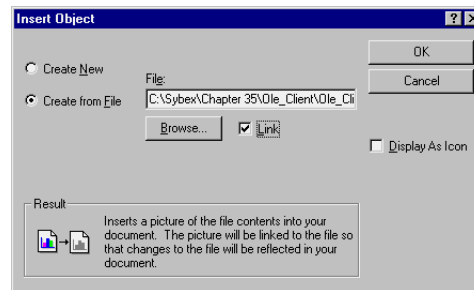 Insert Object
OK
Create New
File:
Cancel
Create from File
C:\Sybex\Chapter 35\Ole_Client\Ole_Cli
Browse...
Link
Display As Icon
Result
Inserts a picture of the file contents into your
document. The picture will be linked to the file so
that changes to the file will be reflected in your
document.